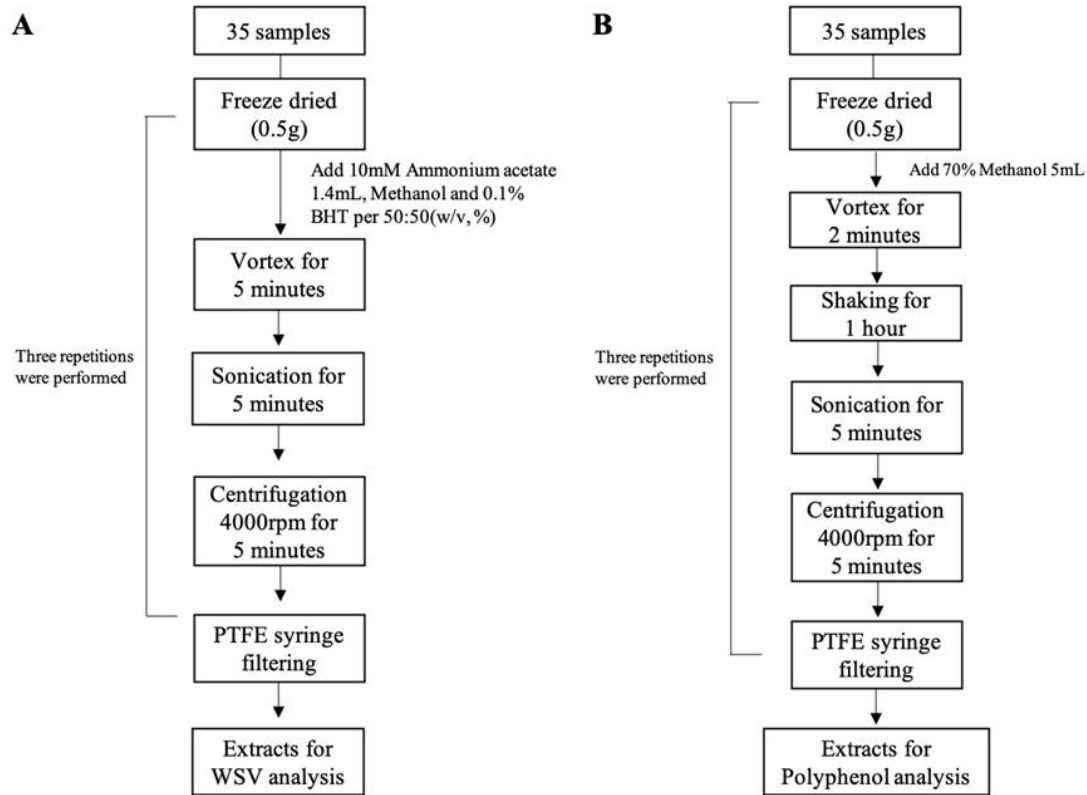 A
35 samples
Freeze dried
(0.5g)
Add 10mM Ammonium acetate
1.4mL, Methanol and 0.1%
BHT per 50:50(w/v, %)
Vortex for
5 minutes
Three repetitions
were performed
Sonication for
5 minutes
Centrifugation
4000rpm for
5 minutes
PTFE syringe
filtering
Extracts for
WSV analysis
B
35 samples
Freeze dried
(0.5g)
Add 70% Methanol 5mL
Vortex for
2 minutes
Shaking for
1 hour
Three repetitions
were performed
Sonication for
5 minutes
Centrifugation
4000rpm for
5 minutes
PTFE syringe
filtering
Extracts for
Polyphenol analysis